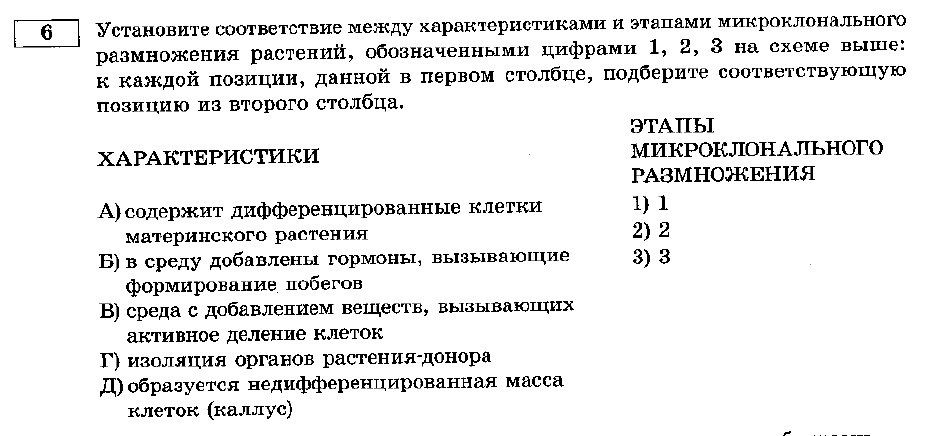 6
Установите соответствие между характеристиками и этапами микроклонального
размножения растений, обозначенными цифрами 1, 2, 3 на схеме выше:
к каждой позиции, данной в первом столбце, подберите соответствующую
позицию из второго столбца.
ХАРАКТЕРИСТИКИ
А) содержит дифференцированные клетки
материнского растения
Б) в среду добавлены гормоны, вызывающие
формирование побегов
В) среда с добавлением веществ, вызывающих
активное деление клеток
Г) изоляция органов растения-донора
Д) образуется недифференцированная масса
клеток (каллус)
ЭТАПЫ
МИКРОКЛОНАЛЬНОГО
РАЗМНОЖЕНИЯ
1) 1
2) 2
3) 3